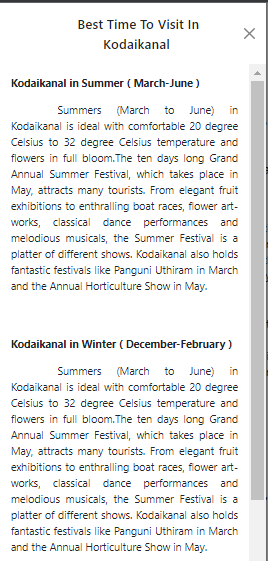 Best Time To Visit In
Kodaikanal
Kodaikanal in Summer ( March-June )
Summers (March to June) in
Kodaikanal is ideal with comfortable 20 degree
Celsius to 32 degree Celsius temperature and
flowers in full bloom.The ten days long Grand
Annual Summer Festival, which takes place in
May, attracts many tourists. From elegant fruit
exhibitions to enthralling boat races, flower art-
works, classical dance performances and
melodious musicals, the Summer Festival is a
platter of different shows. Kodaikanal also holds
fantastic festivals like Panguni Uthiram in March
and the Annual Horticulture Show in May.
Kodaikanal in Winter ( December-February )
Summers (March to June) in
Kodaikanal is ideal with comfortable 20 degree
Celsius to 32 degree Celsius temperature and
flowers in full bloom.The ten days long Grand
Annual Summer Festival, which takes place in
May, attracts many tourists. From elegant fruit
exhibitions to enthralling boat races, flower art-
works, classical dance performances and
melodious musicals, the Summer Festival is a
platter of different shows. Kodaikanal also holds
fantastic festivals like Panguni Uthiram in March
and the Annual Horticulture Show in May.